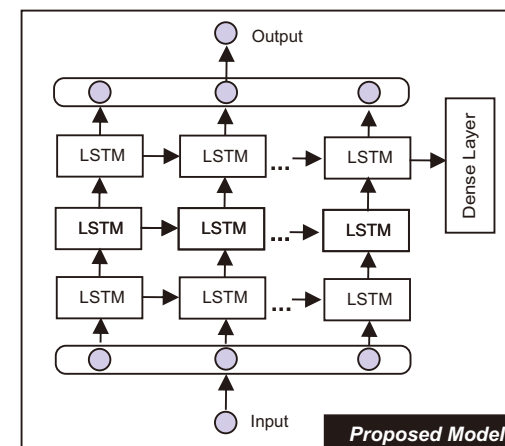 Output
LSTM LSTM ... LSTM
Dense Layer
LSTM LSTM ... LSTM
LSTM LSTM ... LSTM
Input
Proposed Model